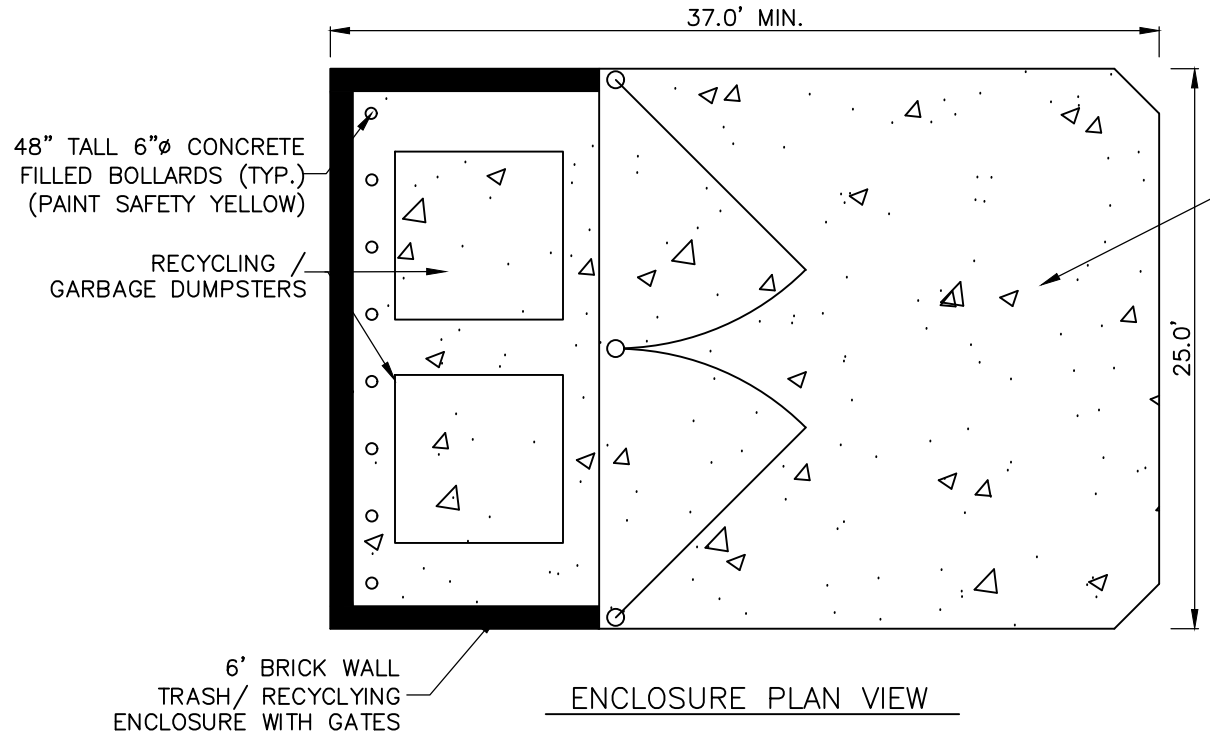 37.0' MIN.
48" TALL 6"ø CONCRETE
FILLED BOLLARDS (TYP.)
(PAINT SAFETY YELLOW)
RECYCLING /
GARBAGE DUMPSTERS
25.0'
6' BRICK WALL
TRASH/ RECYCLYING
ENCLOSURE WITH GATES
ENCLOSURE PLAN VIEW